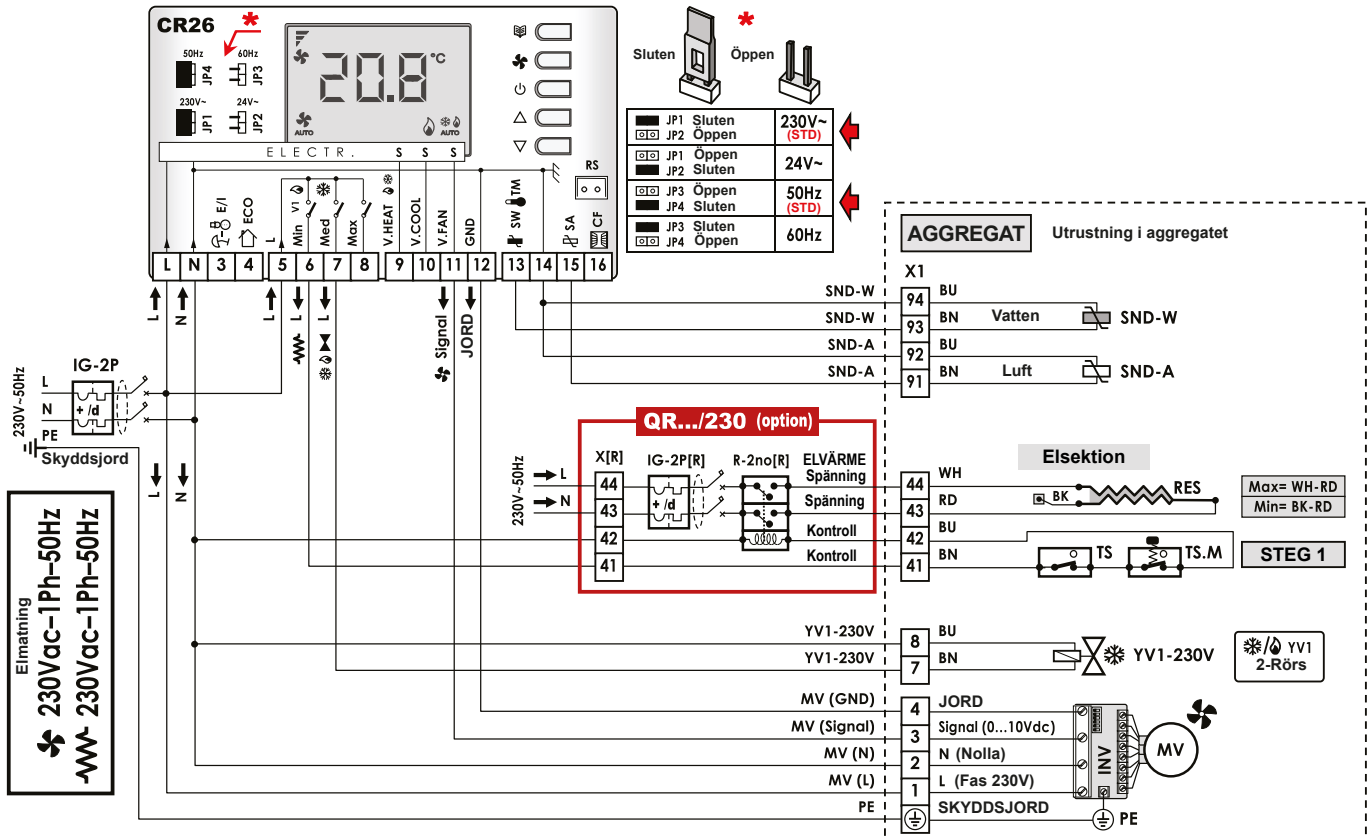 CR26
*
50Hz
JP4
60Hz
JP3
230V~
JP1
24V~
JP2
20.8
°C
AUTO
AUTO
ELECTR.
S S S
RS
E/I
ECO
L
Min
V1
Med
Max
V.HEAT
V.COOL
V.FAN
GND
SW
TM
SA
CF
L N 3 4 5 6 7 8 9 10 11 12 13 14 15 16
*
Sluten
Öppen
JP1 Sluten
JP2 Öppen
230V~
(STD)
JP1 Öppen
JP2 Sluten
24V~
JP3 Öppen
JP4 Sluten
50Hz
(STD)
JP3 Sluten
JP4 Öppen
60Hz
L
N
L
L
L
Signal
JORD
IG-2P
230V~50Hz
L
N
+ /d
PE
Skyddsjord
L
N
Elmatning
230Vac–1Ph–50Hz
230Vac–1Ph–50Hz
AGGREGAT
Utrustning i aggregatet
X1
SND-W 94 BU
SND-W 93 BN
Vatten
SND-W
SND-A 92 BU
SND-A 91 BN
Luft
SND-A
QR.../230 (option)
X[R]
IG-2P[R]
R-2no[R]
ELVÄRME
230V~50Hz
L
N
44
43
42
41
+ /d
Spänning
Spänning
Kontroll
Kontroll
Elsektion
44 WH
43 RD
42 BU
41 BN
BK
RES
Max= WH-RD
Min= BK-RD
TS
TS.M
STEG 1
YV1-230V 8 BU
YV1-230V 7 BN
YV1-230V
YV1
2-Rörs
MV (GND) 4 JORD
MV (Signal) 3 Signal (0...10Vdc)
MV (N) 2 N (Nolla)
MV (L) 1 L (Fas 230V)
PE SKYDDSJORD
INV
MV
PE